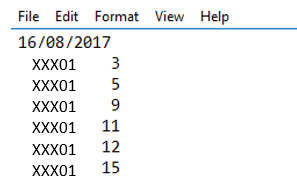 File Edit Format View Help
16/08/2017
XXX01 3
XXX01 5
XXX01 9
XXX01 11
XXX01 12
XXX01 15